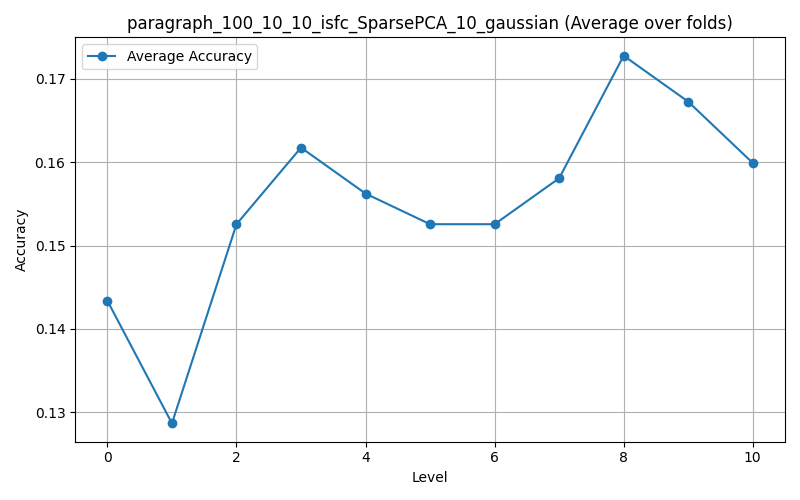 paragraph_100_10_10_isfc_SparsePCA_10_gaussian (Average over folds)
Average Accuracy
0.17
0.16
0.15
0.14
0.13
Accuracy
0 2 4 6 8 10
Level